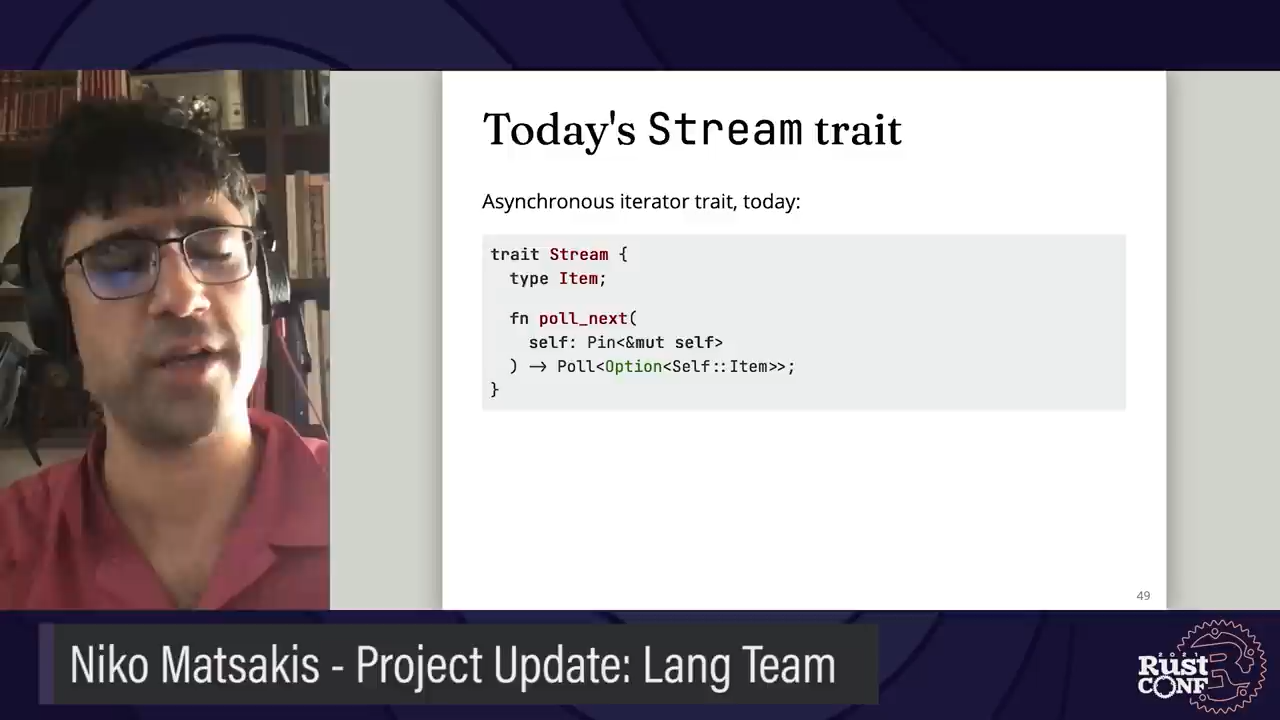 Today's Stream trait
Asynchronous iterator trait, today:
trait Stream {
type Item;
fn poll_next(
self: Pin<&mut self>
) -> Poll<Option<Self::Item>>;
}
49
Niko Matsakis - Project Update: Lang Team
Rust
CONF